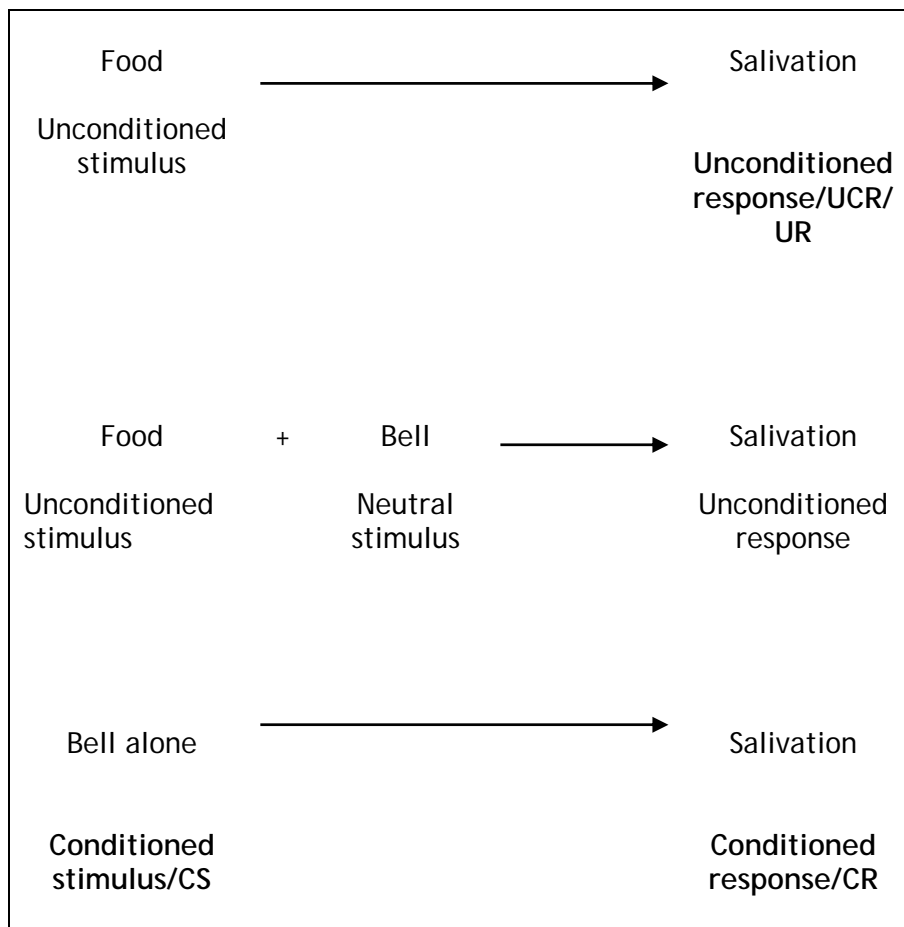 Food Salivation
Unconditioned
stimulus
Unconditioned
response/UCR/
UR
Food + Bell Salivation
Unconditioned Neutral Unconditioned
stimulus stimulus response
Bell alone Salivation
Conditioned Conditioned
stimulus/CS response/CR